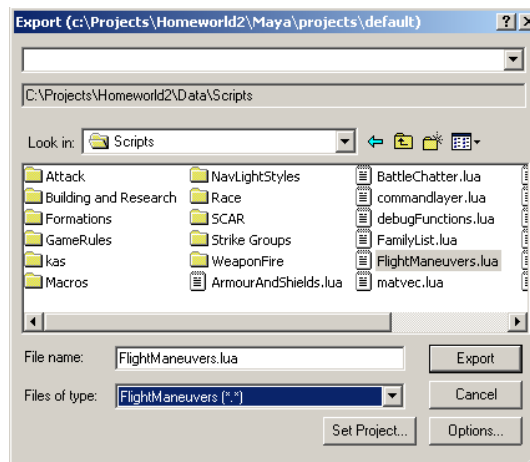 Export (c:\Projects\Homeworld2\Maya\projects\default)
C:\Projects\Homeworld2\Data\Scripts
Look in: Scripts
Attack NavLightStyles BattleChatter.lua
Building and Research Race commandlayer.lua
Formations SCAR debugFunctions.lua
GameRules Strike Groups FamilyList.lua
kas WeaponFire FlightManeuvers.lua
Macros ArmourAndShields.lua matvec.lua
File name: FlightManeuvers.lua Export
Files of type: FlightManeuvers (*.*) Cancel
Set Project... Options...